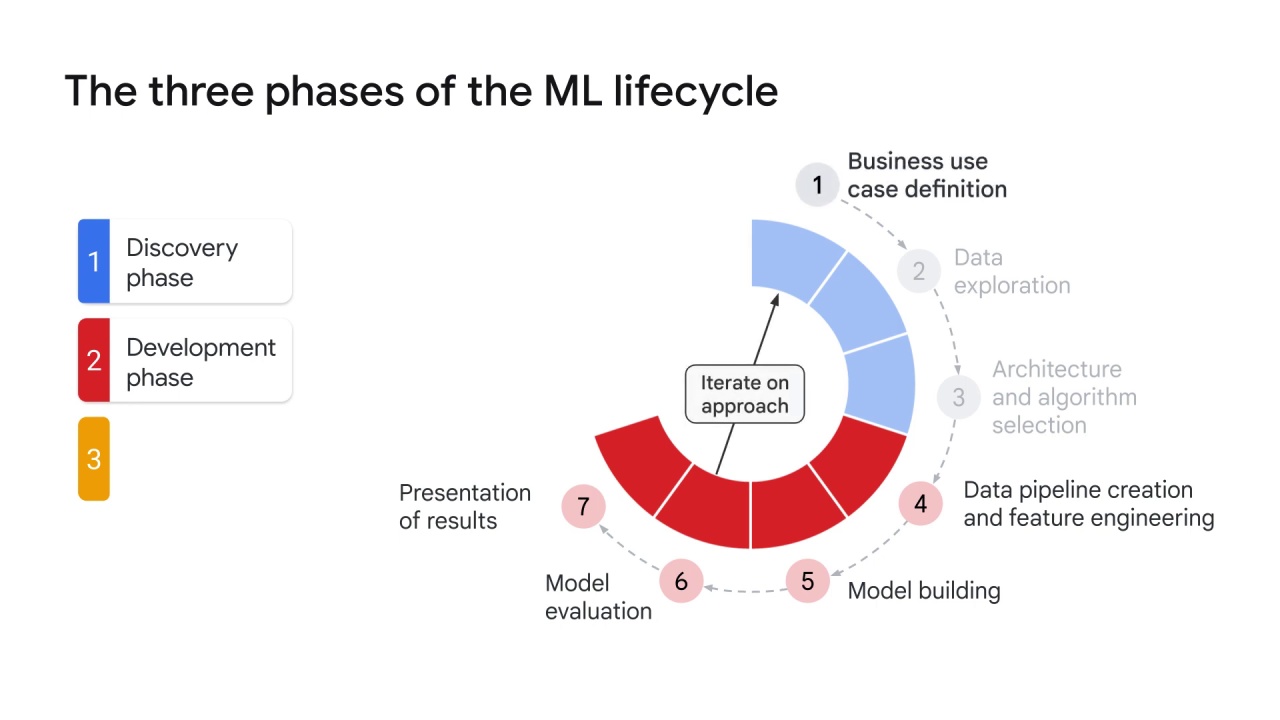 The three phases of the ML lifecycle
1
Discovery
phase
2
Development
phase
3
1
Business use
case definition
2
Data
exploration
3
Architecture
and algorithm
selection
4
Data pipeline creation
and feature engineering
5
Model building
6
Model
evaluation
7
Presentation
of results
Iterate on
approach